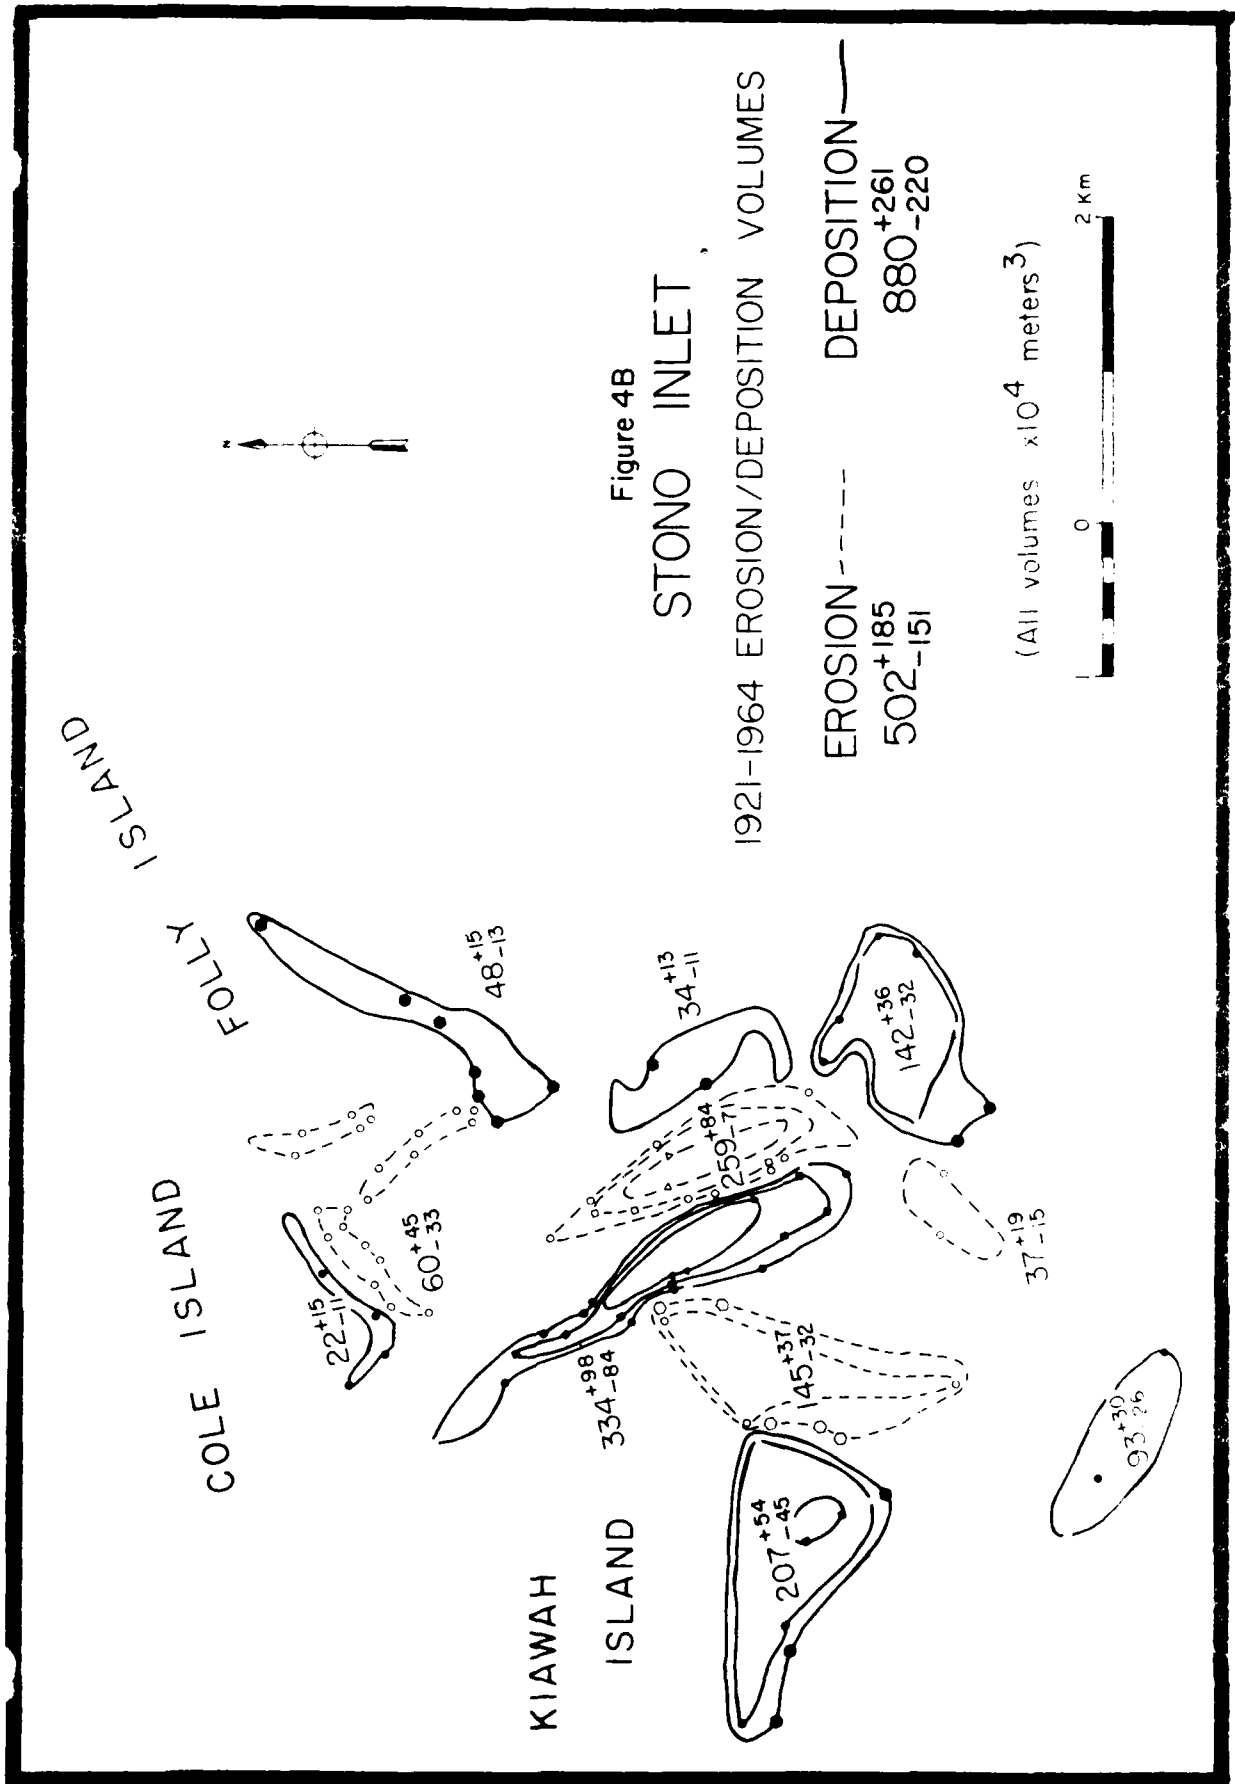 Figure 4B
STONO INLET
1921-1964 EROSION/DEPOSITION VOLUMES
EROSION-----
502 +185 -151
DEPOSITION—
880 +261 -220
(All volumes x10⁴ meters³)
1 0 2 Km
N
FOLLY ISLAND
COLE ISLAND
KIAWAH
ISLAND
48 +15 -13
22 +15 -11
60 +45 -33
34 +13 -11
259 +84 -7
142 +36 -32
334 +98 -84
145 +37 -32
37 +19 -15
207 +54 -45
93 +30 -26